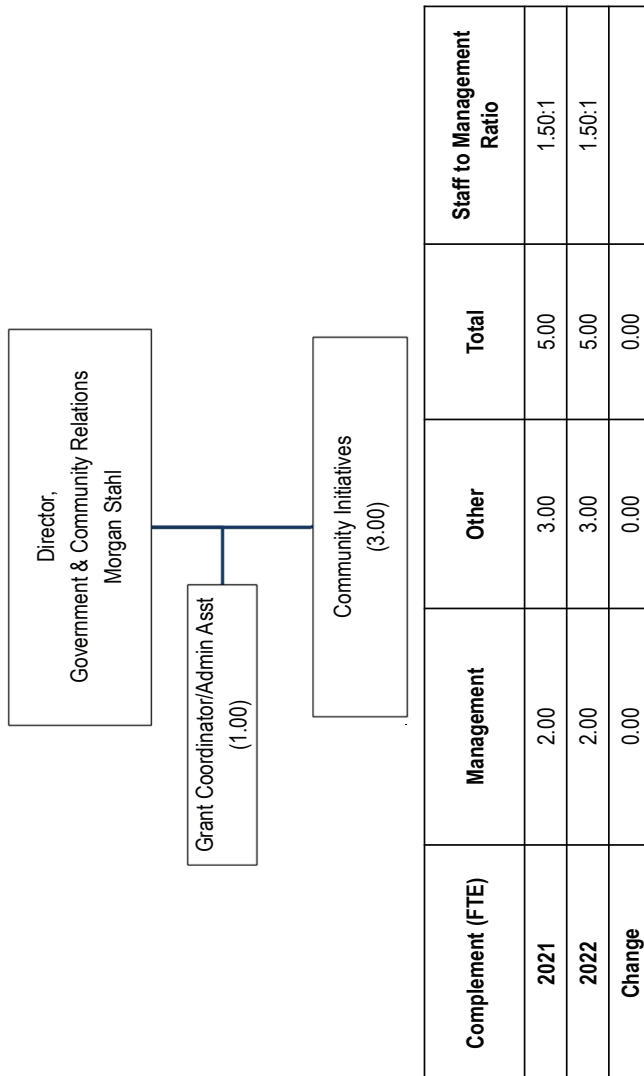 Director,
Government & Community Relations
Morgan Stahl
Grant Coordinator/Admin Asst
(1.00)
Community Initiatives
(3.00)
Complement (FTE) Management Other Total Staff to Management
Ratio
2021 2.00 3.00 5.00 1.50:1
2022 2.00 3.00 5.00 1.50:1
Change 0.00 0.00 0.00